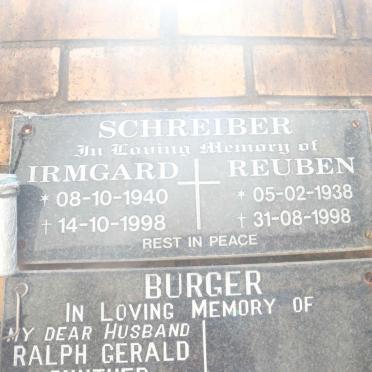 SCHREIBER
In Loving Memory of
IRMGARD REUBEN
* 08-10-1940 * 05-02-1938
† 14-10-1998 † 31-08-1998
REST IN PEACE
BURGER
IN LOVING MEMORY OF
MY DEAR HUSBAND
RALPH GERALD